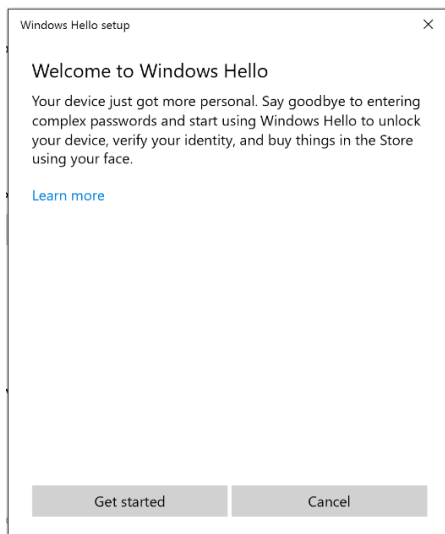 Windows Hello setup
Welcome to Windows Hello
Your device just got more personal. Say goodbye to entering
complex passwords and start using Windows Hello to unlock
your device, verify your identity, and buy things in the Store
using your face.
Learn more
Get started
Cancel